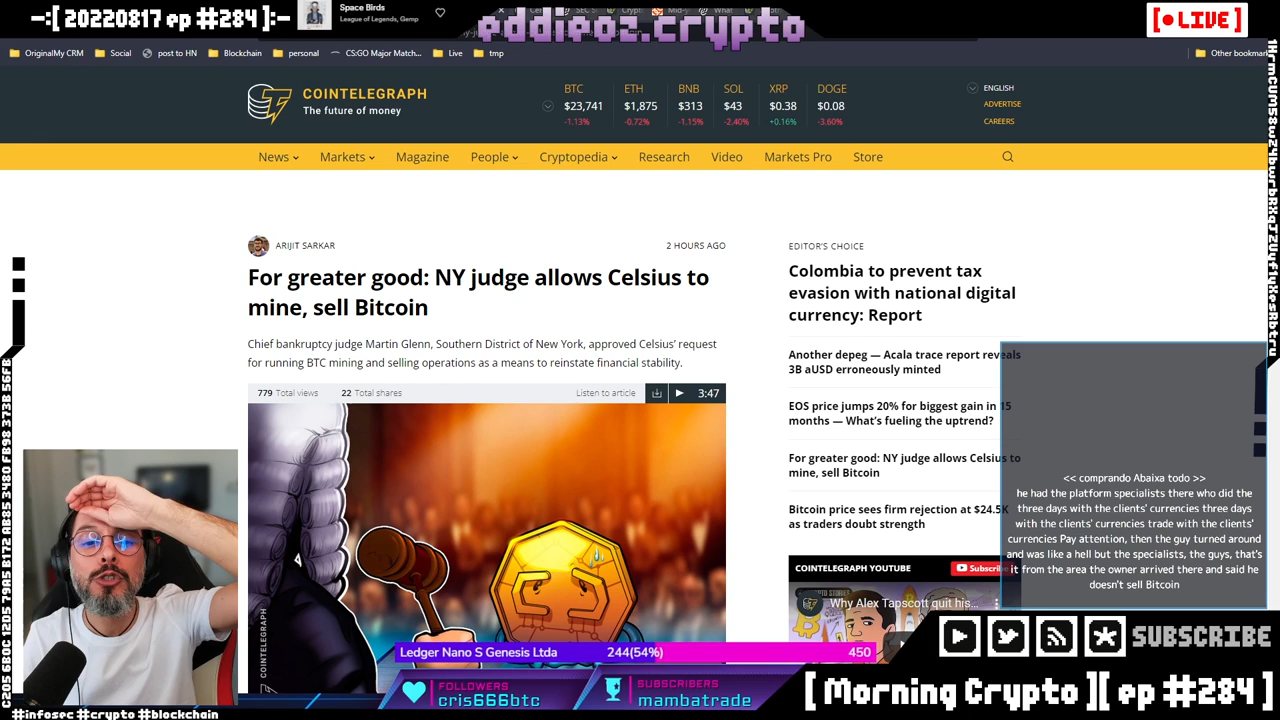 -:[ 20220817 ep #284 ]:-
Space Birds
League of Legends, Gemp
eddieoz.crypto
[● LIVE]
OriginalMy CRM
Social
post to HN
Blockchain
personal
CS:GO Major Match...
Live
tmp
Other bookmar
COINTELEGRAPH
The future of money
BTC ETH BNB SOL XRP DOGE
$23,741 $1,875 $313 $43 $0.38 $0.08
-1.13% -0.72% -1.15% -2.40% +0.16% -3.60%
ENGLISH
ADVERTISE
CAREERS
News Markets Magazine People Cryptopedia Research Video Markets Pro Store
ARIJIT SARKAR
2 HOURS AGO
For greater good: NY judge allows Celsius to
mine, sell Bitcoin
Chief bankruptcy judge Martin Glenn, Southern District of New York, approved Celsius' request
for running BTC mining and selling operations as a means to reinstate financial stability.
779 Total views 22 Total shares Listen to article 3:47
COINTELEGRAPH
EDITOR'S CHOICE
Colombia to prevent tax
evasion with national digital
currency: Report
Another depeg — Acala trace report reveals
3B aUSD erroneously minted
EOS price jumps 20% for biggest gain in 15
months — What's fueling the uptrend?
For greater good: NY judge allows Celsius to
mine, sell Bitcoin
Bitcoin price sees firm rejection at $24.5K
as traders doubt strength
COINTELEGRAPH YOUTUBE
Subscribe
Why Alex Tapscott quit his...
<< comprando Abaixa todo >>
he had the platform specialists there who did the
three days with the clients' currencies three days
with the clients' currencies trade with the clients'
currencies Pay attention, then the guy turned around
and was like a hell but the specialists, the guys, that's
it from the area the owner arrived there and said he
doesn't sell Bitcoin
SUBSCRIBE
Ledger Nano S Genesis Ltda 244(54%) 450
FOLLOWERS
cris666btc
SUBSCRIBERS
mambatrade
[ Morning Crypto ][ ep #284 ]
#infosec #crypto #blockchain